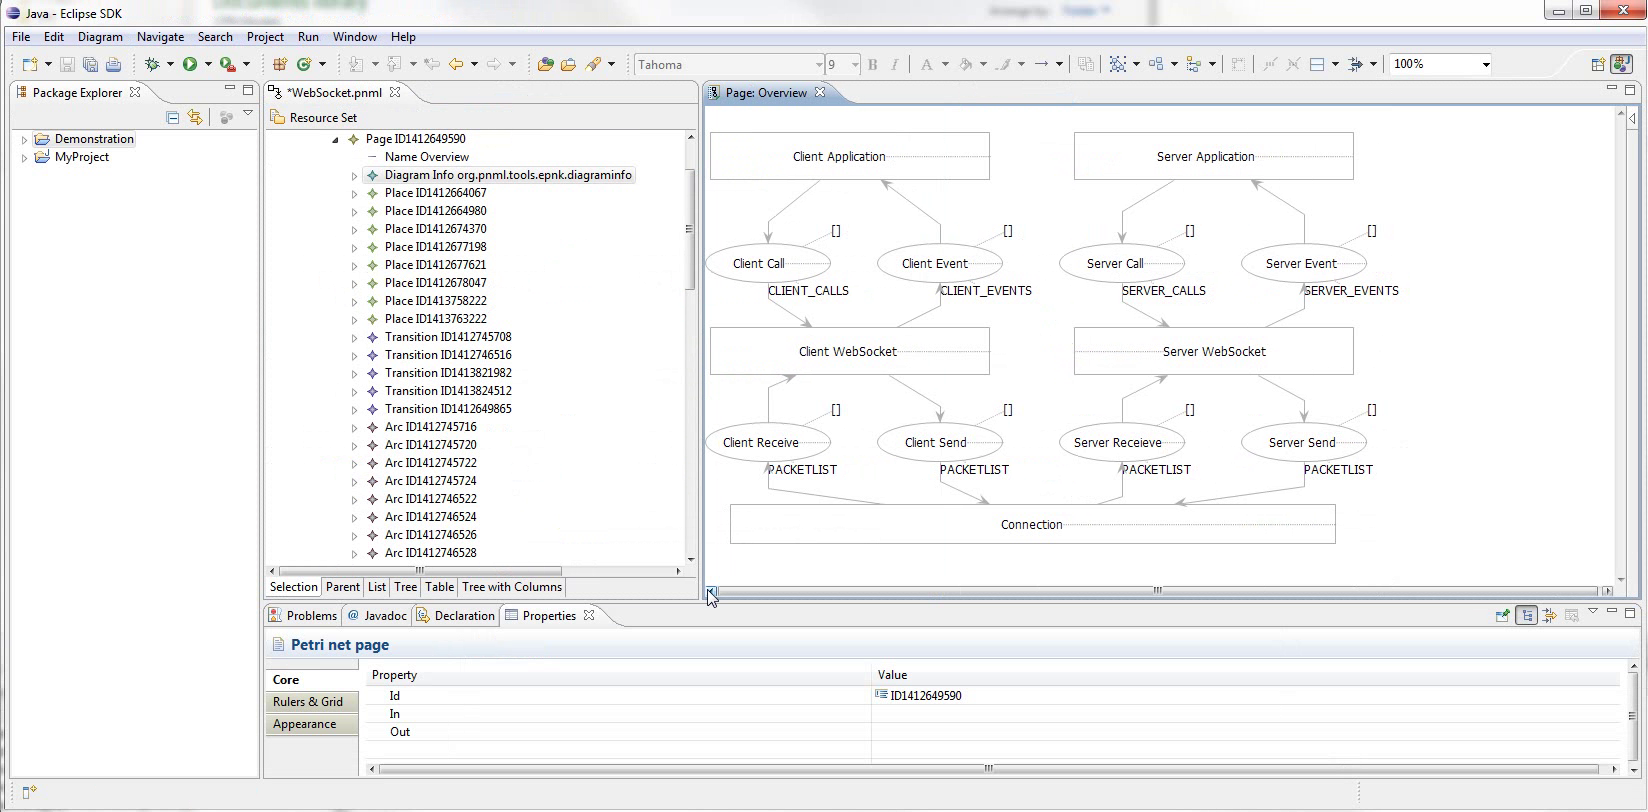 Java - Eclipse SDK
File Edit Diagram Navigate Search Project Run Window Help
Tahoma 9 B I A 100%
Package Explorer
Demonstration
MyProject
*WebSocket.pnml
Resource Set
Page ID1412649590
Name Overview
Diagram Info org.pnml.tools.epnk.diagraminfo
Place ID1412664067
Place ID1412664980
Place ID1412674370
Place ID1412677198
Place ID1412677621
Place ID1412678047
Place ID1413758222
Place ID1413763222
Transition ID1412745708
Transition ID1412746516
Transition ID1413821982
Transition ID1413824512
Transition ID1412649865
Arc ID1412745716
Arc ID1412745720
Arc ID1412745722
Arc ID1412745724
Arc ID1412746522
Arc ID1412746524
Arc ID1412746526
Arc ID1412746528
Selection Parent List Tree Table Tree with Columns
Page: Overview
Client Application Server Application
[] [] [] []
Client Call Client Event Server Call Server Event
CLIENT_CALLS CLIENT_EVENTS SERVER_CALLS SERVER_EVENTS
Client WebSocket Server WebSocket
[] [] [] []
Client Receive Client Send Server Receieve Server Send
PACKETLIST PACKETLIST PACKETLIST PACKETLIST
Connection
Problems @ Javadoc Declaration Properties
Petri net page
Core
Rulers & Grid
Appearance
Property Value
Id ID1412649590
In
Out